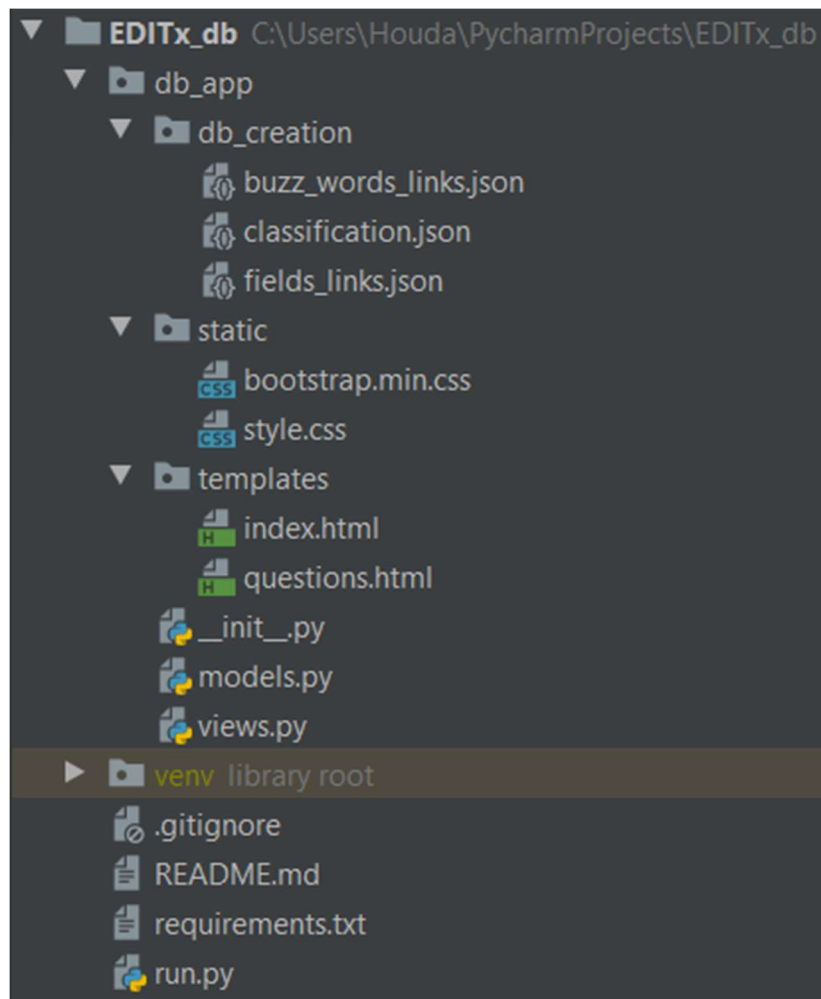 EDITx_db C:\Users\Houda\PycharmProjects\EDITx_db
db_app
db_creation
buzz_words_links.json
classification.json
fields_links.json
static
CSS bootstrap.min.css
CSS style.css
templates
H index.html
H questions.html
__init__.py
models.py
views.py
venv library root
.gitignore
README.md
requirements.txt
run.py